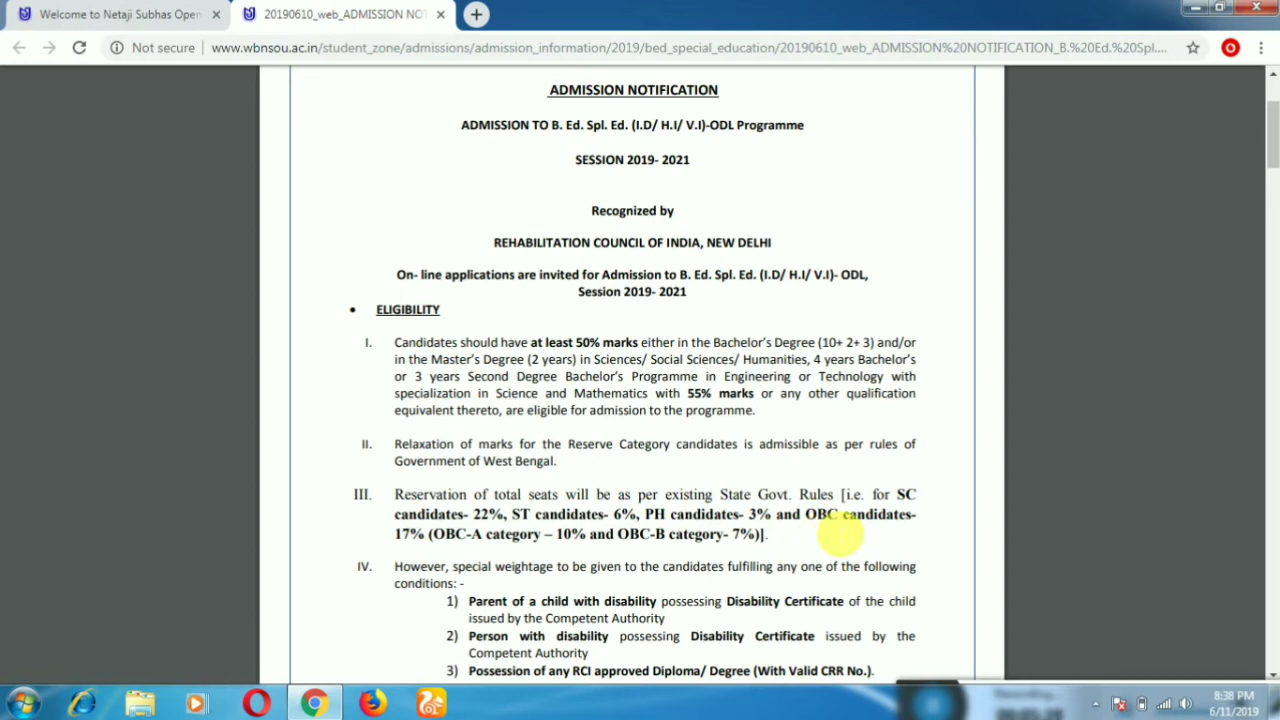 Welcome to Netaji Subhas Open
20190610_web_ADMISSION NOT
Not secure
www.wbnsou.ac.in/student_zone/admissions/admission_information/2019/bed_special_education/20190610_web_ADMISSION%20NOTIFICATION_B.%20Ed.%20Spl....
ADMISSION NOTIFICATION
ADMISSION TO B. Ed. Spl. Ed. (I.D/ H.I/ V.I)-ODL Programme
SESSION 2019- 2021
Recognized by
REHABILITATION COUNCIL OF INDIA, NEW DELHI
On- line applications are invited for Admission to B. Ed. Spl. Ed. (I.D/ H.I/ V.I)- ODL,
Session 2019- 2021
• ELIGIBILITY
I. Candidates should have at least 50% marks either in the Bachelor's Degree (10+ 2+ 3) and/or
in the Master's Degree (2 years) in Sciences/ Social Sciences/ Humanities, 4 years Bachelor's
or 3 years Second Degree Bachelor's Programme in Engineering or Technology with
specialization in Science and Mathematics with 55% marks or any other qualification
equivalent thereto, are eligible for admission to the programme.
II. Relaxation of marks for the Reserve Category candidates is admissible as per rules of
Government of West Bengal.
III. Reservation of total seats will be as per existing State Govt. Rules [i.e. for SC
candidates- 22%, ST candidates- 6%, PH candidates- 3% and OBC candidates-
17% (OBC-A category – 10% and OBC-B category- 7%)].
IV. However, special weightage to be given to the candidates fulfilling any one of the following
conditions: -
1) Parent of a child with disability possessing Disability Certificate of the child
issued by the Competent Authority
2) Person with disability possessing Disability Certificate issued by the
Competent Authority
3) Possession of any RCI approved Diploma/ Degree (With Valid CRR No.).
8:38 PM
6/11/2019